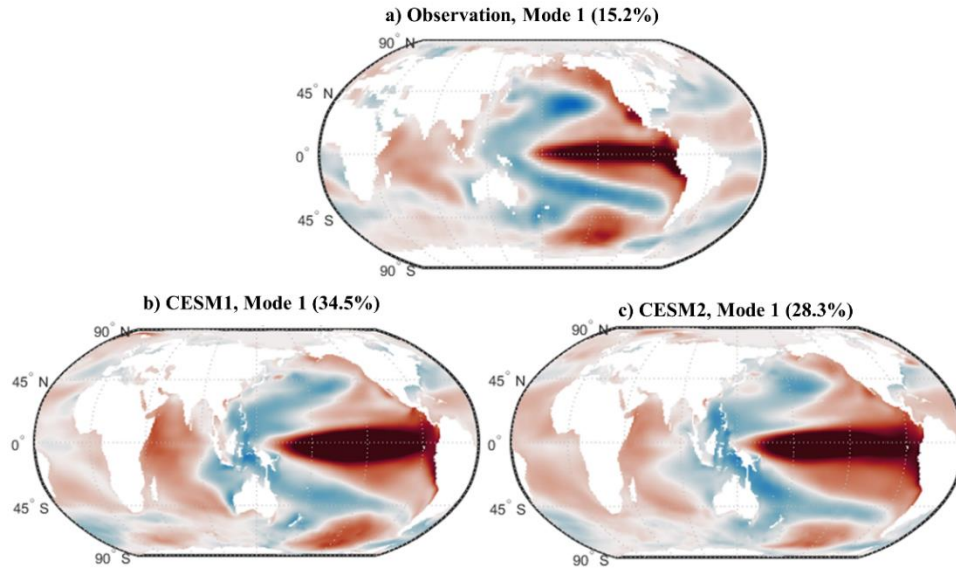 a) Observation, Mode 1 (15.2%)
90° N
45° N
0°
45° S
90° S
b) CESM1, Mode 1 (34.5%)
c) CESM2, Mode 1 (28.3%)
90° N
90° N
45° N
45° N
0°
0°
45° S
45° S
90° S
90° S